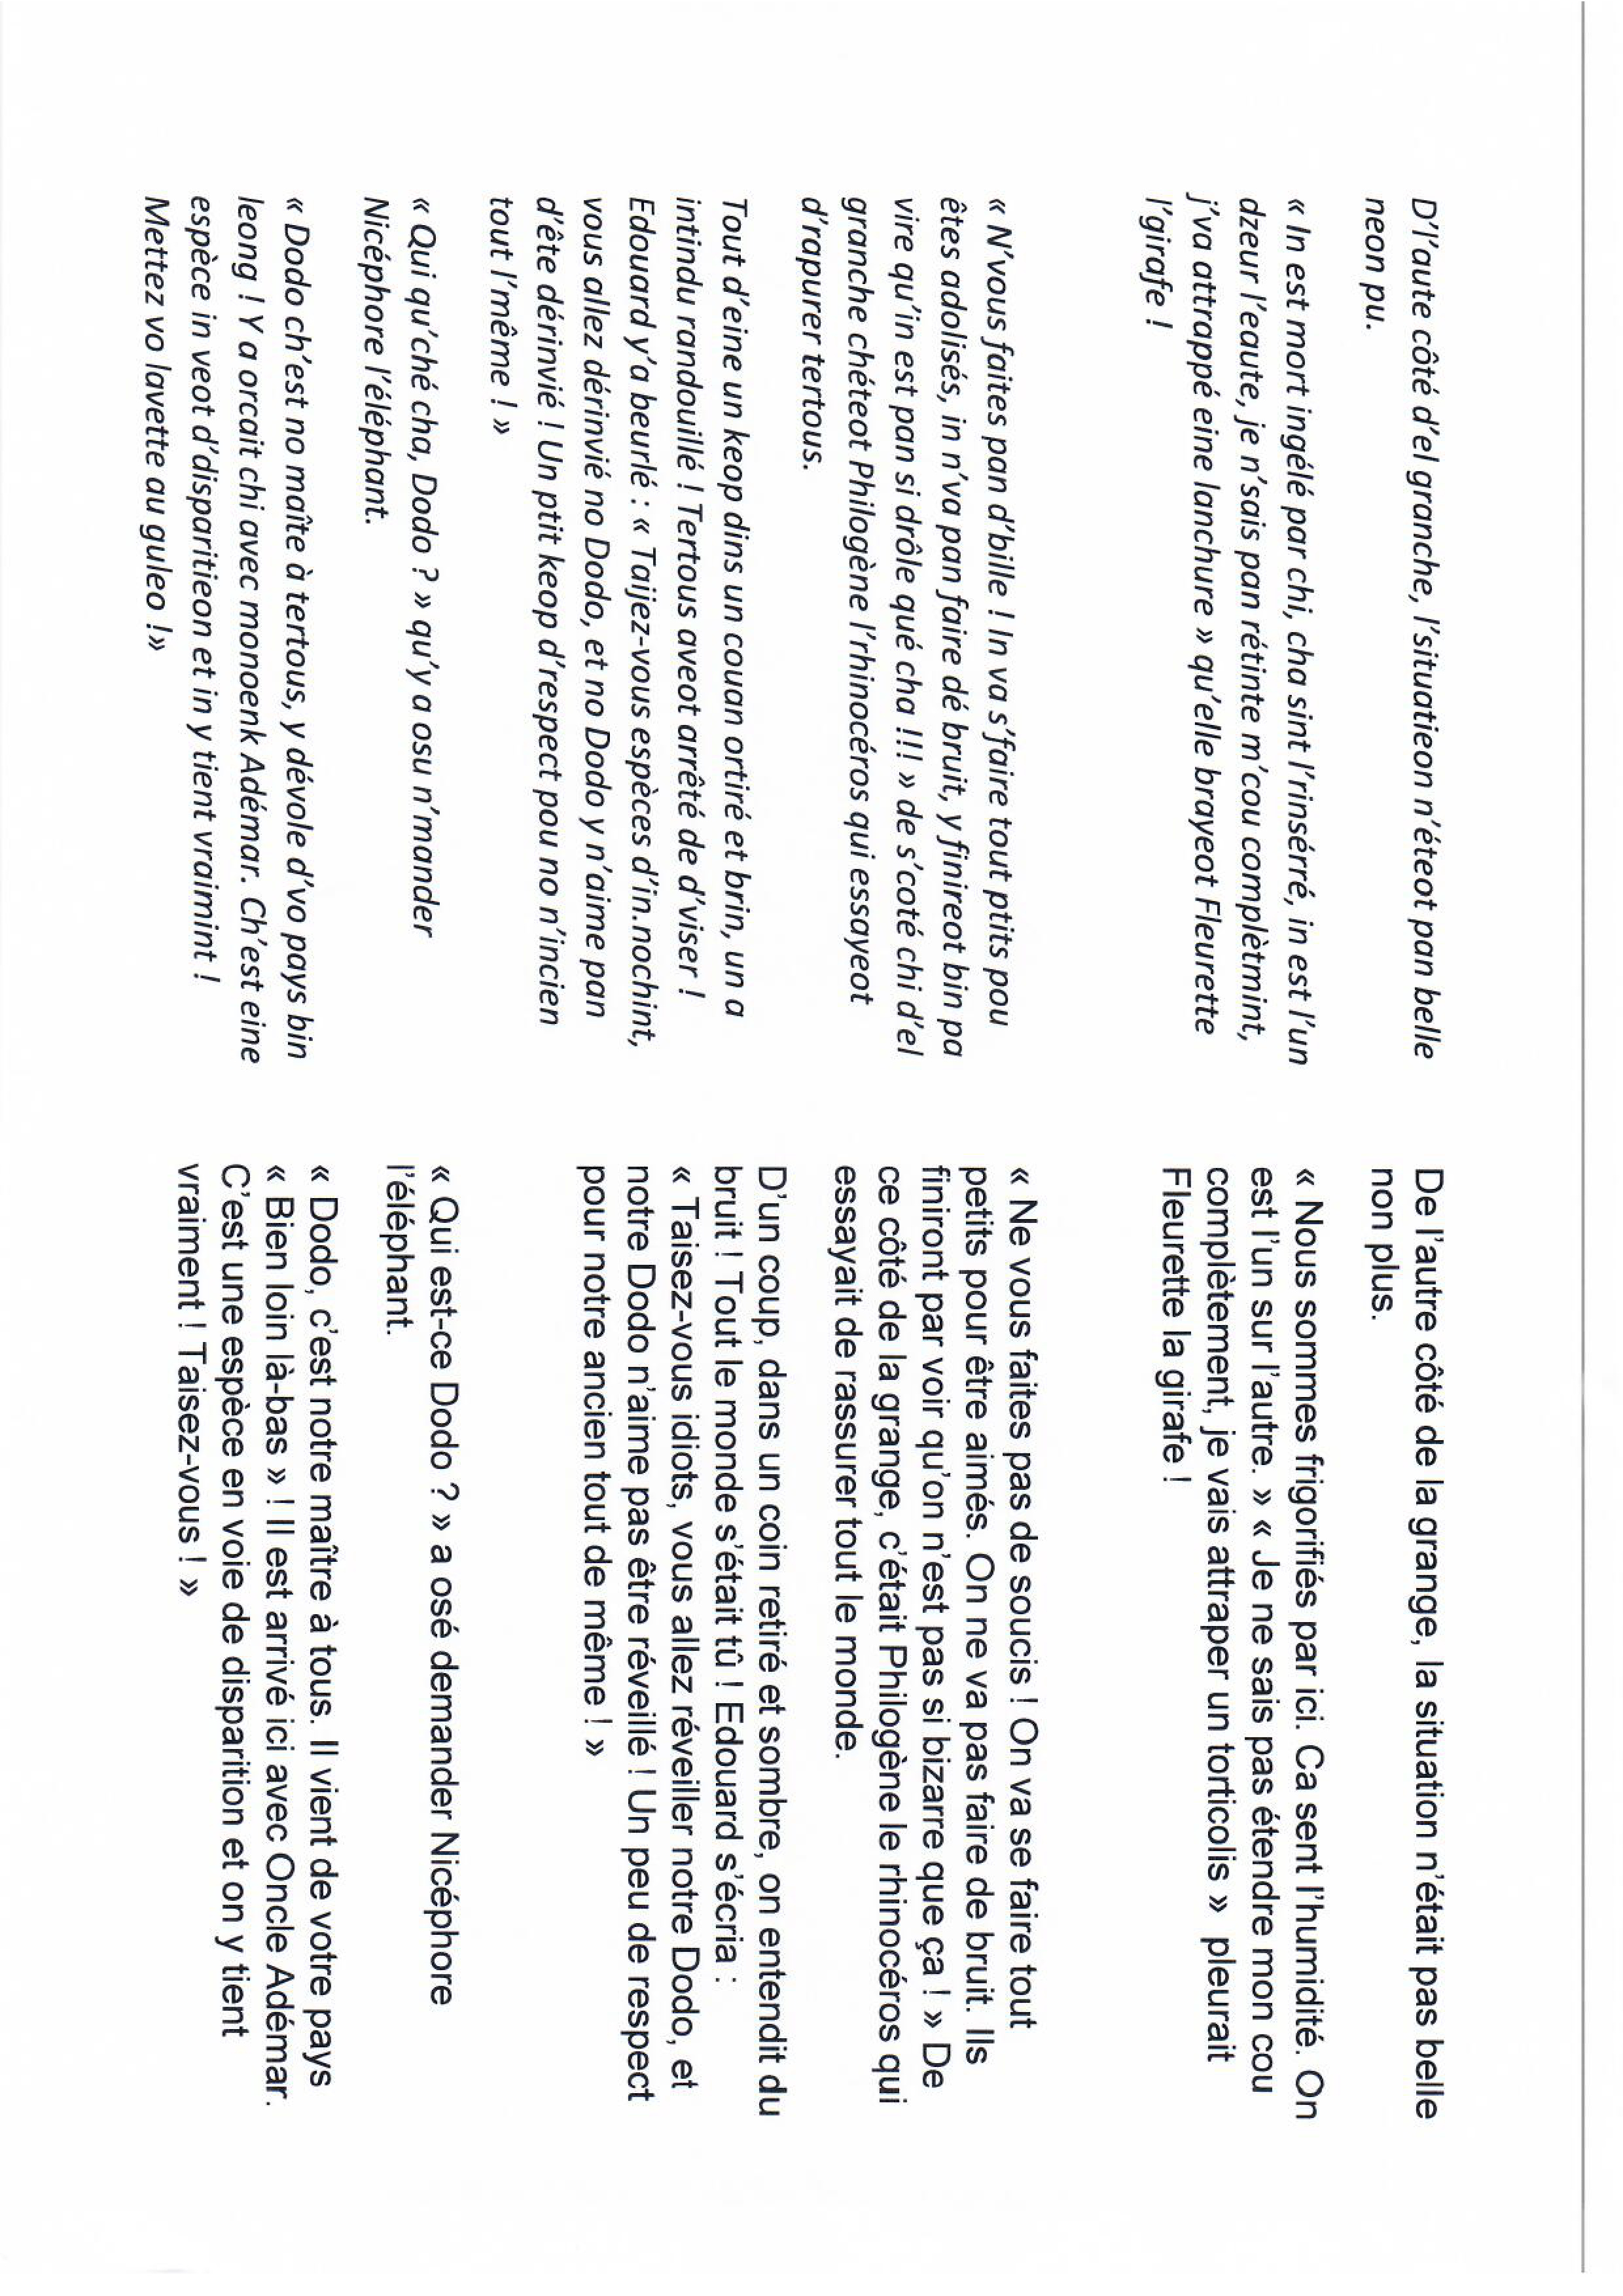 D'l'aute côté d'el granche, l'situatieon n'éteot pan belle
neon pu.
« In est mort ingélé par chi, cha sint l'rinsérré, in est l'un
dzeur l'eaute, je n'sais pan rétinte m'cou complètmint,
j'va attrappé eine lanchure » qu'elle brayeot Fleurette
l'girafe !
« N'vous faites pan d'bille ! In va s'faire tout ptits pou
êtes adolisés, in n'va pan faire dé bruit, y finireot bin pa
vire qu'in est pan si drôle qué cha !!! » de s'coté chi d'el
granche chéteot Philogène l'rhinocéros qui essayeot
d'rapurer tertous.
Tout d'eine un keop dins un couan ortiré et brin, un a
intindu randouillé ! Tertous aveot arrêté de d'viser !
Edouard y'a beurlé : « Taijez-vous espèces d'in.nochint,
vous allez dérinvié no Dodo, et no Dodo y n'aime pan
d'ête dérinvié ! Un ptit keop d'respect pou no n'incien
tout l'même ! »
« Qui qu'ché cha, Dodo ? » qu'y a osu n'mander
Nicéphore l'éléphant.
« Dodo ch'est no maîte à tertous, y dévole d'vo pays bin
leong ! Y a orcait chi avec monoenk Adémar. Ch'est eine
espèce in veot d'disparitieon et in y tient vraimint !
Mettez vo lavette au guleo !»
De l'autre côté de la grange, la situation n'était pas belle
non plus.
« Nous sommes frigorifiés par ici. Ca sent l'humidité. On
est l'un sur l'autre. » « Je ne sais pas étendre mon cou
complètement, je vais attraper un torticolis » pleurait
Fleurette la girafe !
« Ne vous faites pas de soucis ! On va se faire tout
petits pour être aimés. On ne va pas faire de bruit. Ils
finiront par voir qu'on n'est pas si bizarre que ça ! » De
ce côté de la grange, c'était Philogène le rhinocéros qui
essayait de rassurer tout le monde.
D'un coup, dans un coin retiré et sombre, on entendit du
bruit ! Tout le monde s'était tû ! Edouard s'écria :
« Taisez-vous idiots, vous allez réveiller notre Dodo, et
notre Dodo n'aime pas être réveillé ! Un peu de respect
pour notre ancien tout de même ! »
« Qui est-ce Dodo ? » a osé demander Nicéphore
l'éléphant.
« Dodo, c'est notre maître à tous. Il vient de votre pays
« Bien loin là-bas » ! Il est arrivé ici avec Oncle Adémar.
C'est une espèce en voie de disparition et on y tient
vraiment ! Taisez-vous ! »